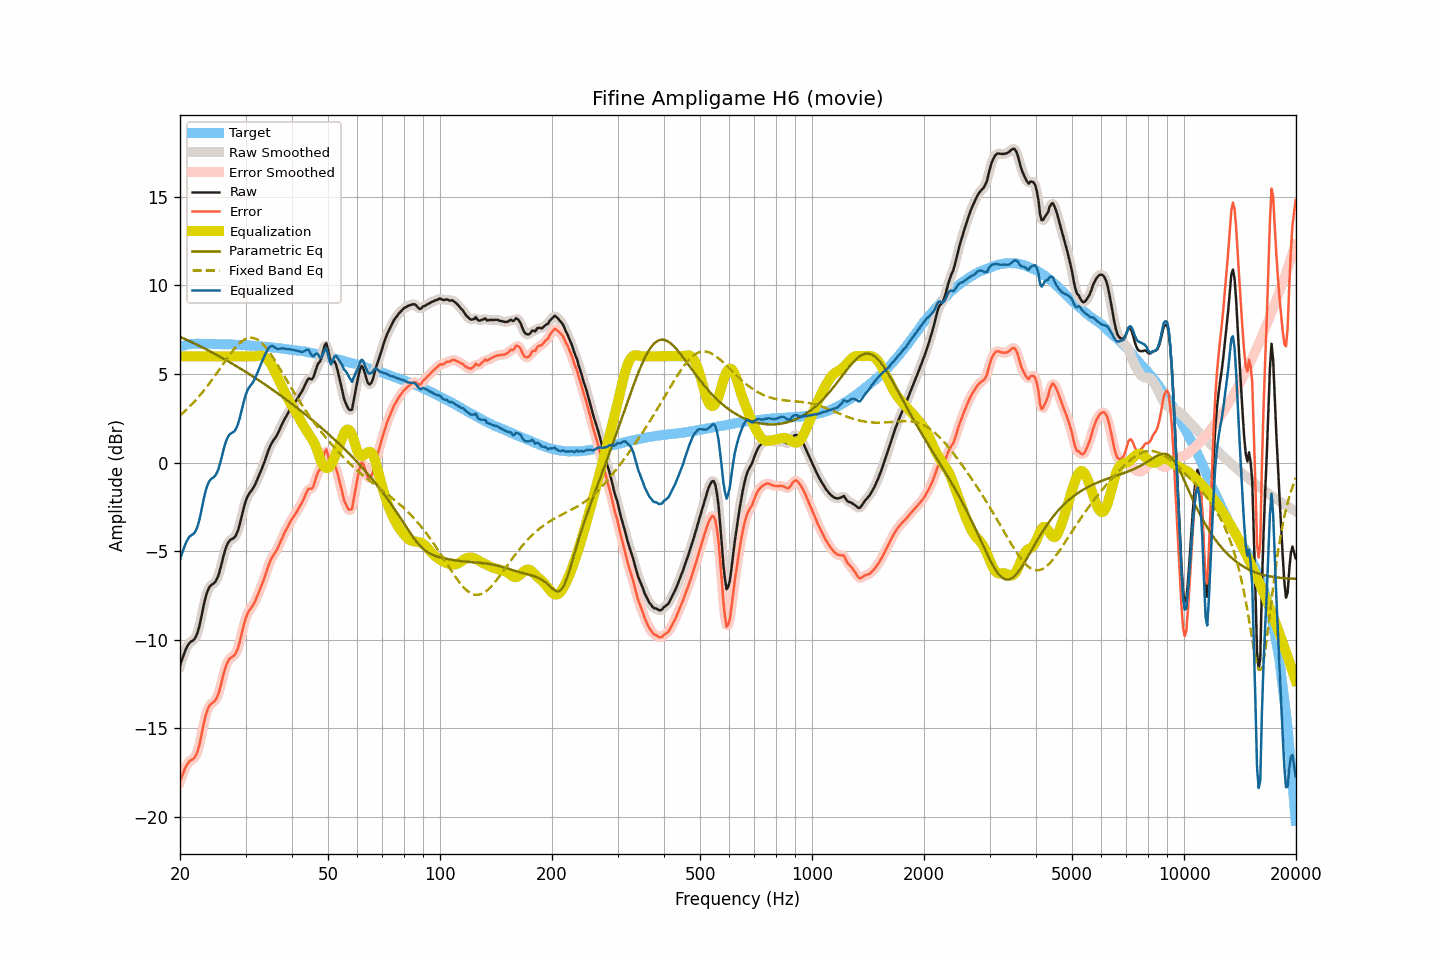 Fifine Ampligame H6 (movie)
Target
Raw Smoothed
Error Smoothed
Raw
Error
Equalization
Parametric Eq
Fixed Band Eq
Equalized
Amplitude (dBr)
15
10
5
0
−5
−10
−15
−20
20 50 100 200 500 1000 2000 5000 10000 20000
Frequency (Hz)